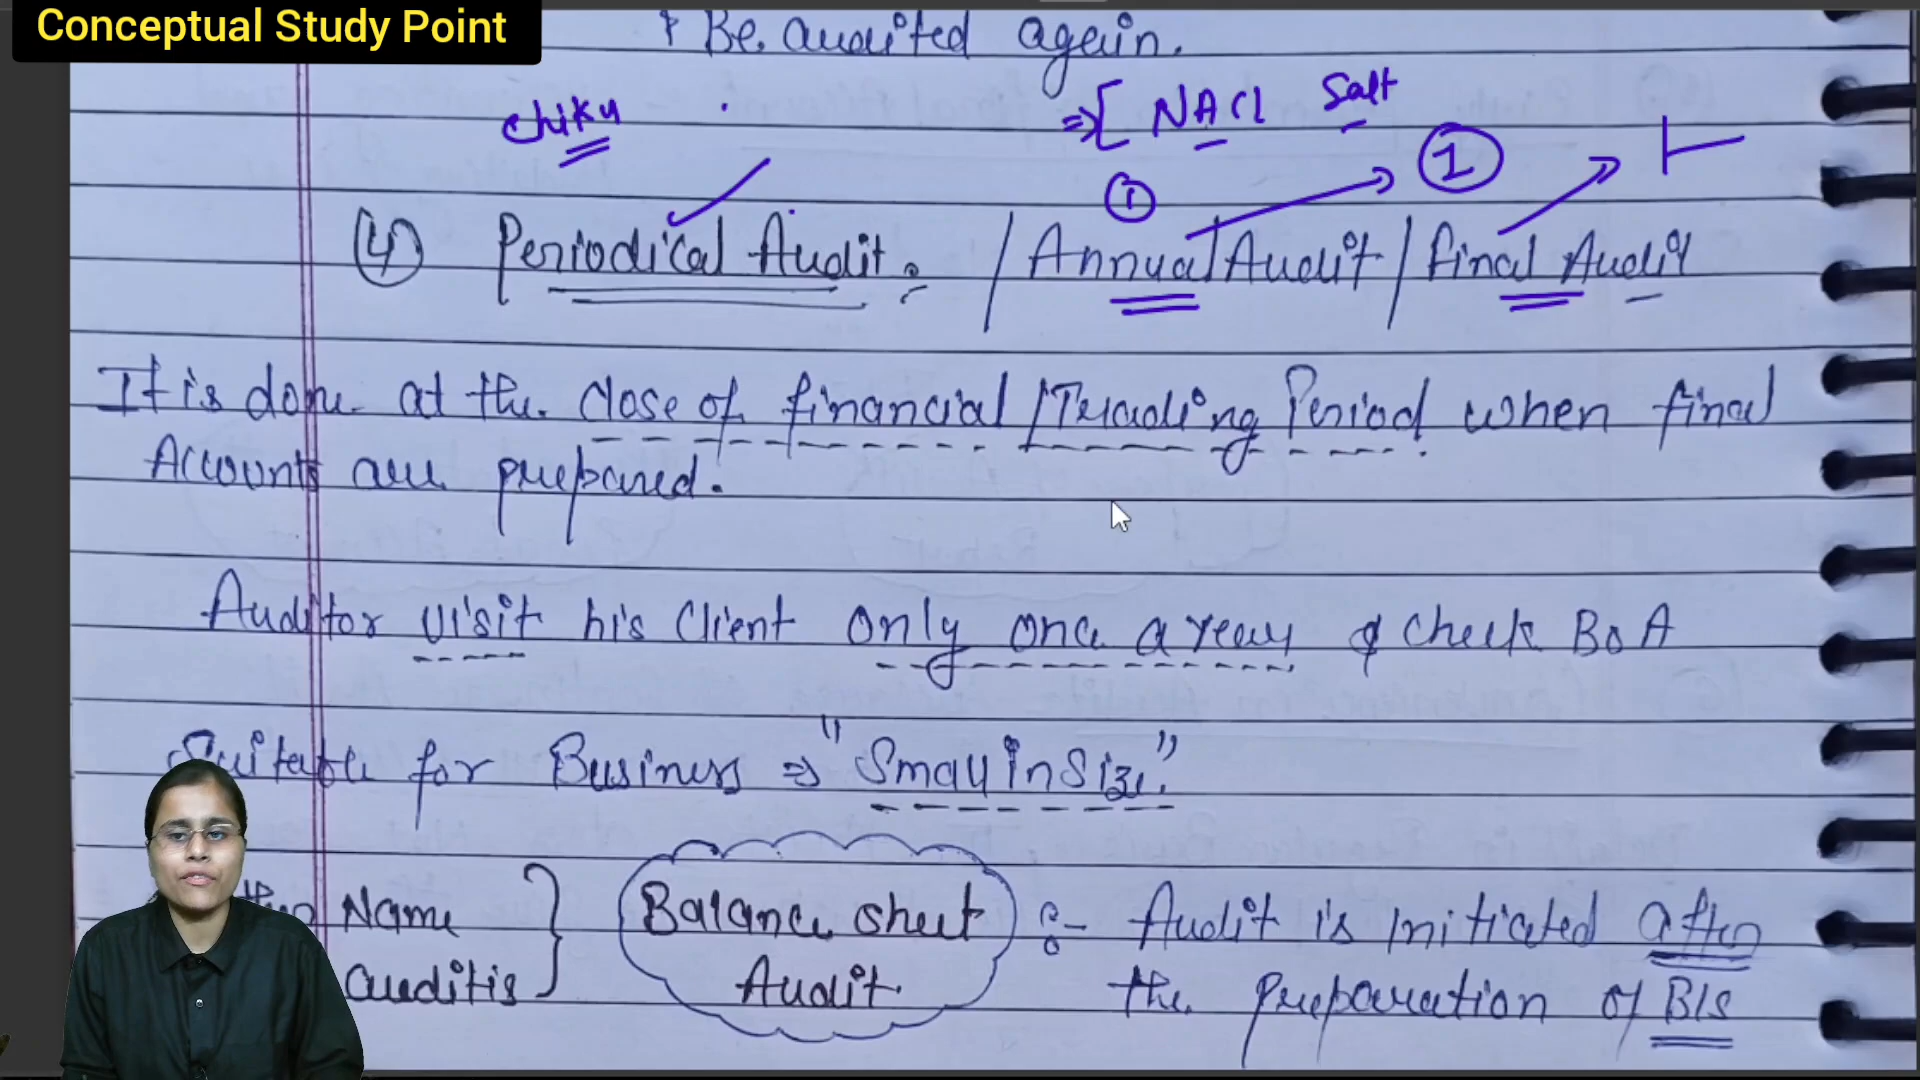 Conceptual Study Point
& Be. audited again.
chiku
⇒[ NACl Salt
① ①
④ Periodical Audit : / Annual Audit / Final Audit
It is done at the close of financial / Trading Period when final
Accounts are prepared.
Auditor visit his client only once a year & check BoA
Suitable for Business ⇒ "Small in Size."
Name
auditis
Balance sheet
Audit.
:- Audit is initiated after
the preparation of B/S